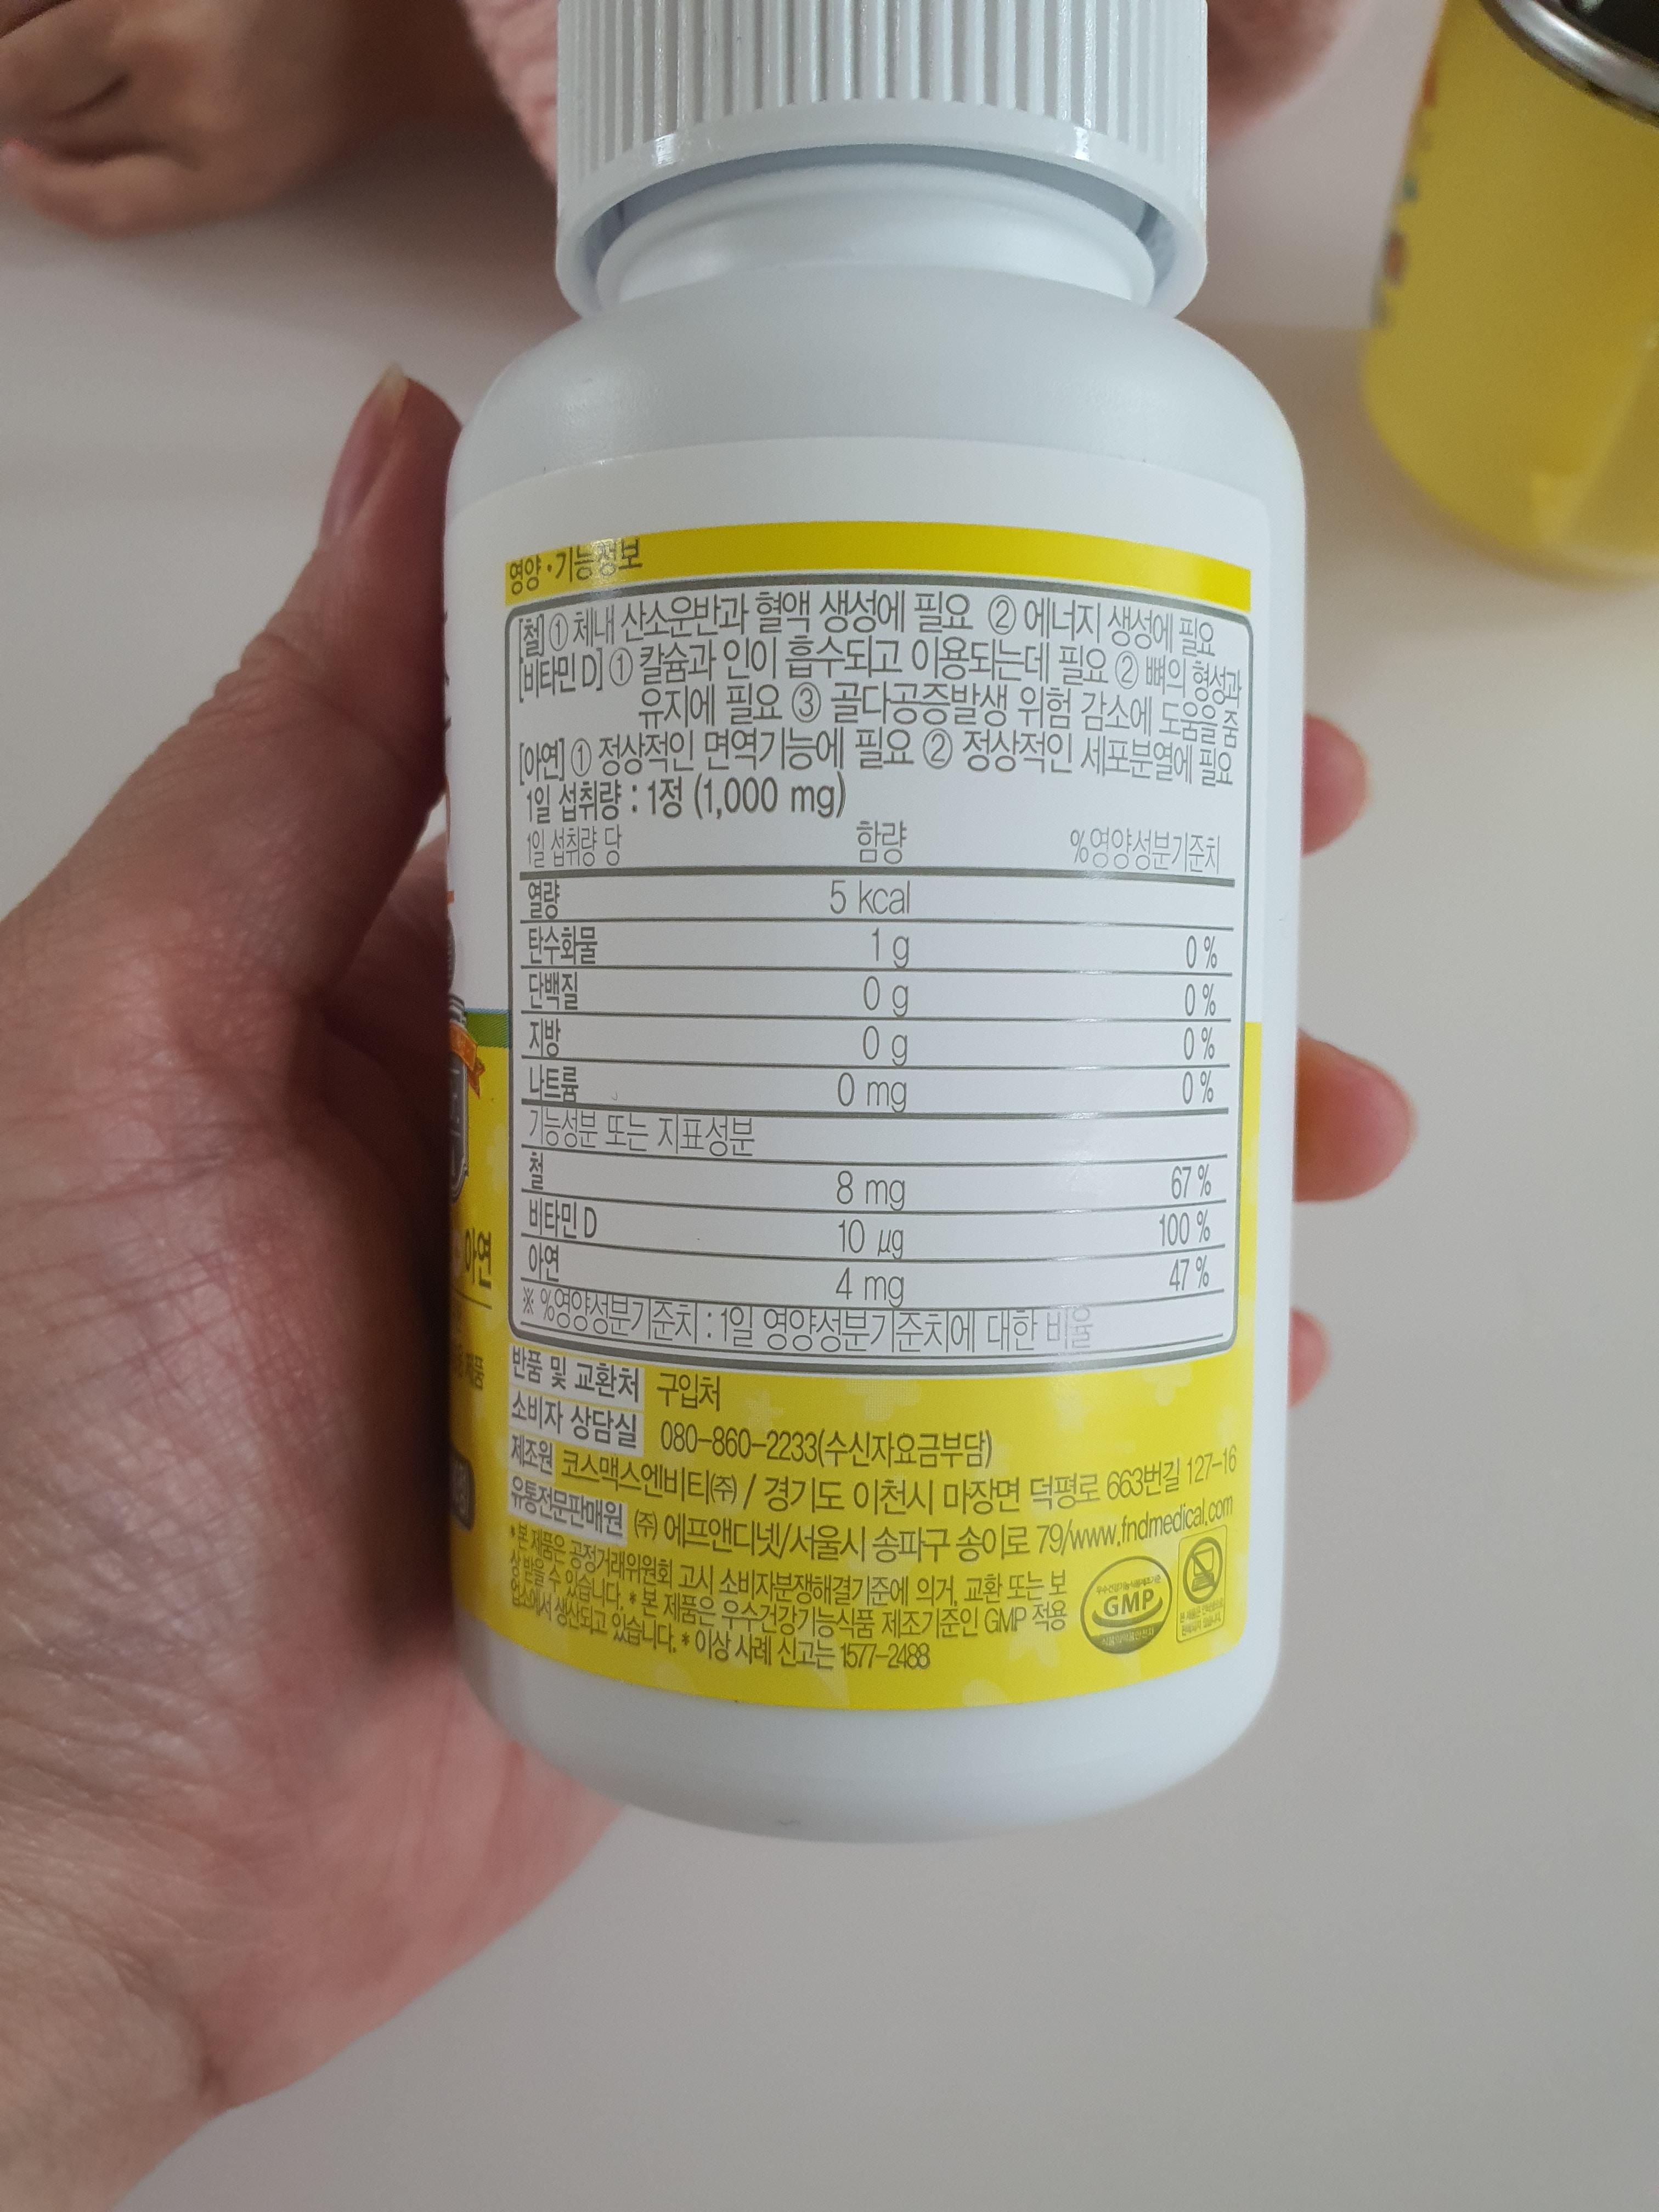 영양·기능정보
[철] ① 체내 산소운반과 혈액 생성에 필요 ② 에너지 생성에 필요
[비타민 D] ① 칼슘과 인이 흡수되고 이용되는데 필요 ② 뼈의 형성과
유지에 필요 ③ 골다공증발생 위험 감소에 도움을 줌
[아연] ① 정상적인 면역기능에 필요 ② 정상적인 세포분열에 필요
1일 섭취량 : 1정 (1,000 mg)
1일 섭취량 당 함량 %영양성분기준치
열량 5 kcal
탄수화물 1 g 0 %
단백질 0 g 0 %
지방 0 g 0 %
나트륨 0 mg 0 %
기능성분 또는 지표성분
철 8 mg 67 %
비타민 D 10 µg 100 %
아연 4 mg 47 %
※ %영양성분기준치 : 1일 영양성분기준치에 대한 비율
반품 및 교환처 구입처
소비자 상담실 080-860-2233(수신자요금부담)
제조원 코스맥스엔비티(주) / 경기도 이천시 마장면 덕평로 663번길 127-16
유통전문판매원 (주) 에프앤디넷/서울시 송파구 송이로 79/www.fndmedical.com
*본 제품은 공정거래위원회 고시 소비자분쟁해결기준에 의거, 교환 또는 보
상 받을 수 있습니다. * 본 제품은 우수건강기능식품 제조기준인 GMP 적용
업소에서 생산되고 있습니다. * 이상 사례 신고는 1577-2488
GMP
아연
제품